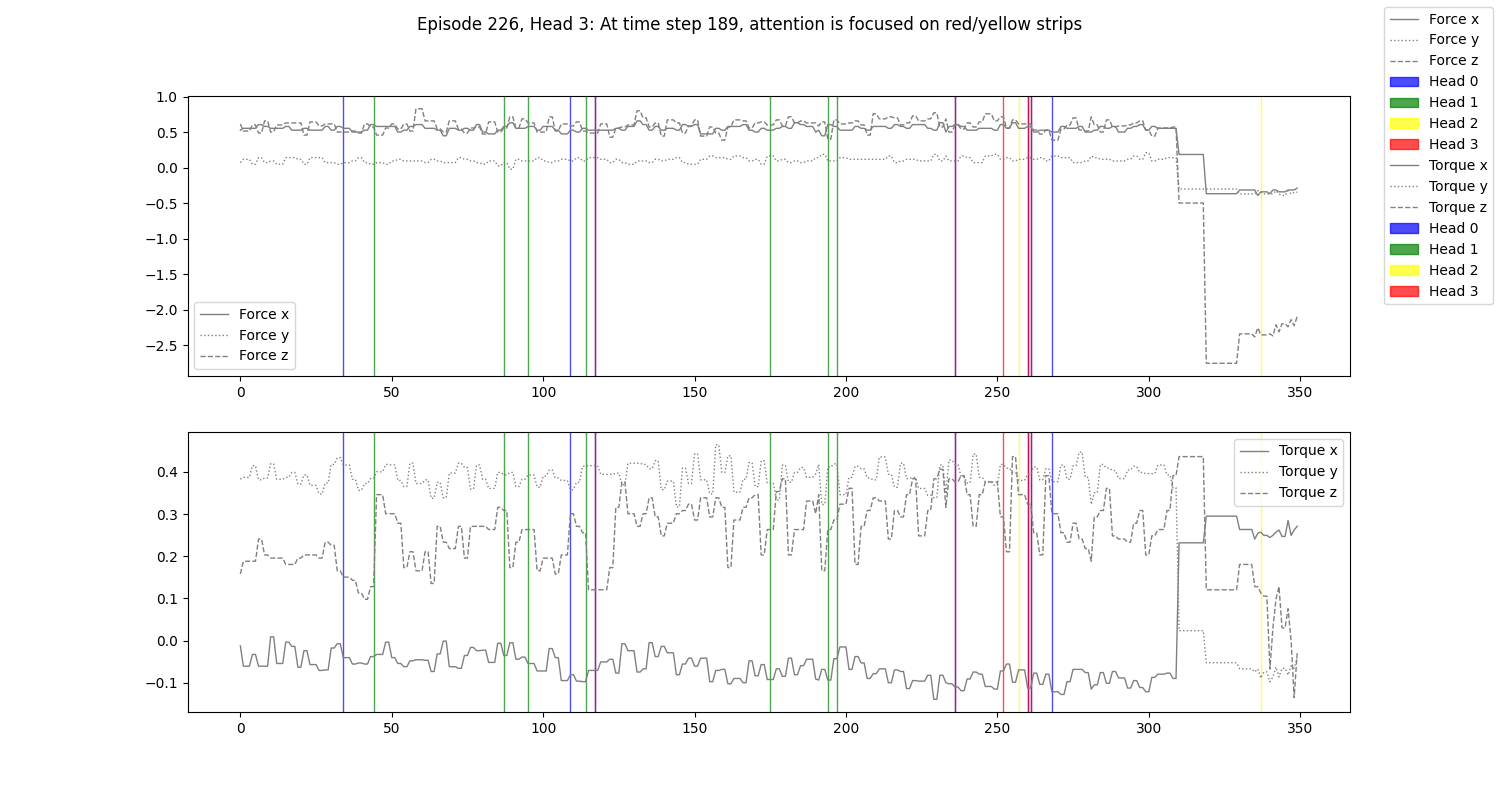 Episode 226, Head 3: At time step 189, attention is focused on red/yellow strips
Force x
Force y
Force z
Head 0
Head 1
Head 2
Head 3
Torque x
Torque y
Torque z
Head 0
Head 1
Head 2
Head 3
1.0
0.5
0.0
−0.5
−1.0
−1.5
−2.0
−2.5
Force x
Force y
Force z
0 50 100 150 200 250 300 350
0.4
0.3
0.2
0.1
0.0
−0.1
Torque x
Torque y
Torque z
0 50 100 150 200 250 300 350